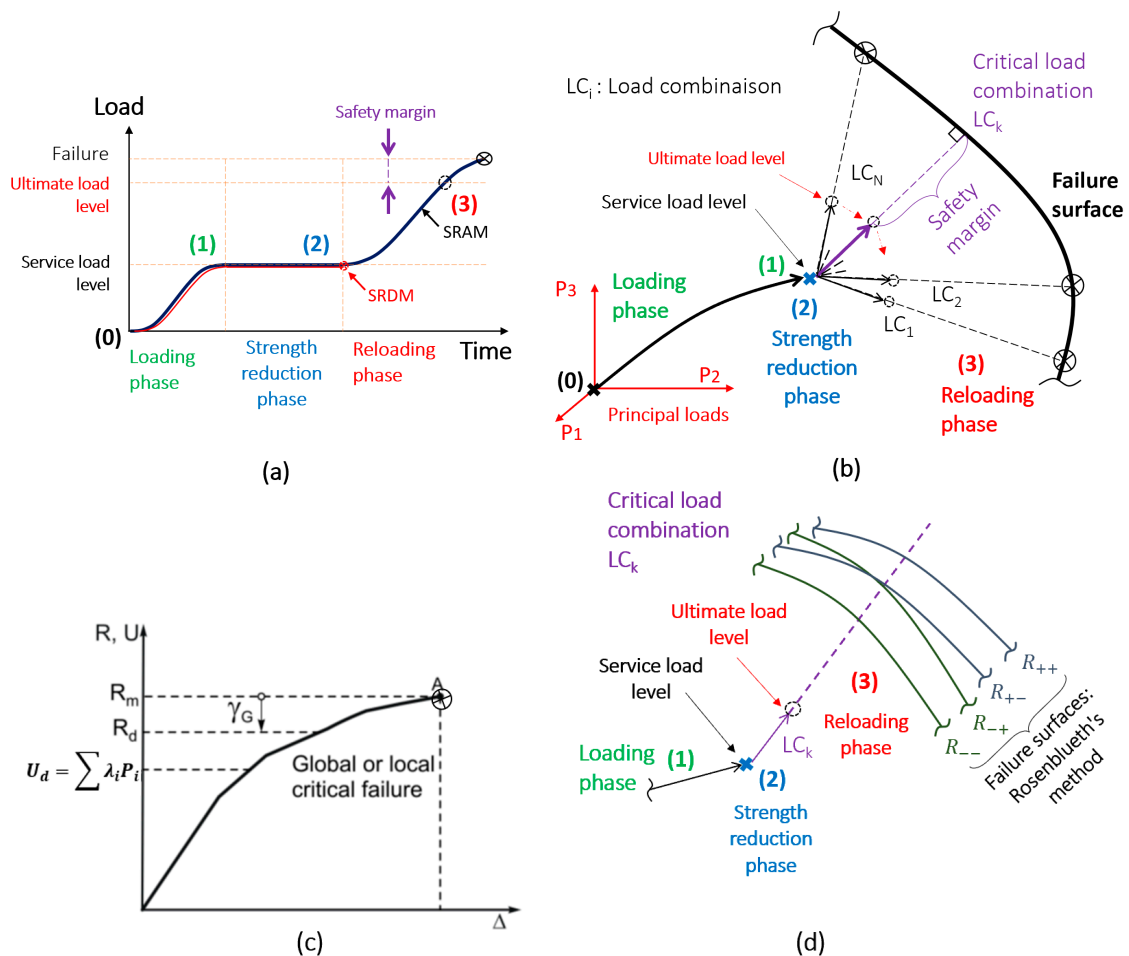 Load
Failure
Ultimate load
level
Service load
level
(0)
(1)
(2)
(3)
Safety margin
SRAM
SRDM
Time
Loading
phase
Strength
reduction
phase
Reloading
phase
(a)
LCi : Load combinaison
Critical load
combination
LCk
Ultimate load level
Service load level
LCN
Safety
margin
Failure
surface
(1)
Loading
phase
(2)
Strength
reduction
phase
LC2
LC1
(3)
Reloading
phase
P3
P2
P1
(0)
Principal loads
(b)
R, U
Rm
Rd
γG
A
Ud = ∑ λiPi
Global or local
critical failure
Δ
(c)
Critical load
combination
LCk
Ultimate load
level
Service load
level
(3)
Reloading
phase
LCk
Loading
phase
(1)
(2)
Strength
reduction
phase
R++
R+−
R−+
R−−
Failure surfaces:
Rosenblueth's
method
(d)